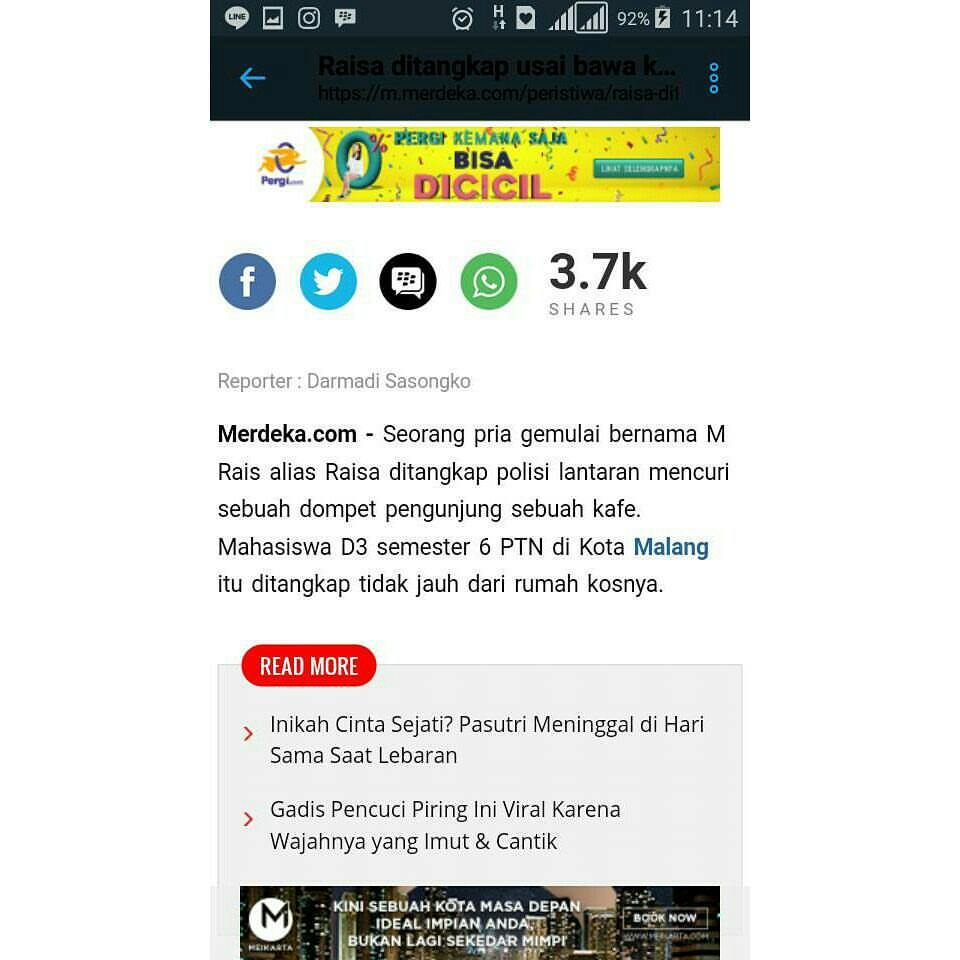 LINE
92%
11:14
Raisa ditangkap usai bawa k...
https://m.merdeka.com/peristiwa/raisa-dit
0% PERGI KEMANA SAJA
BISA
DICICIL
Pergi.com
LIHAT SELENGKAPNYA
3.7k
SHARES
Reporter : Darmadi Sasongko
Merdeka.com - Seorang pria gemulai bernama M
Rais alias Raisa ditangkap polisi lantaran mencuri
sebuah dompet pengunjung sebuah kafe.
Mahasiswa D3 semester 6 PTN di Kota Malang
itu ditangkap tidak jauh dari rumah kosnya.
READ MORE
Inikah Cinta Sejati? Pasutri Meninggal di Hari
Sama Saat Lebaran
Gadis Pencuci Piring Ini Viral Karena
Wajahnya yang Imut & Cantik
M
MEIKARTA
KINI SEBUAH KOTA MASA DEPAN
IDEAL IMPIAN ANDA,
BUKAN LAGI SEKEDAR MIMPI
BOOK NOW
WWW.MEIKARTA.COM